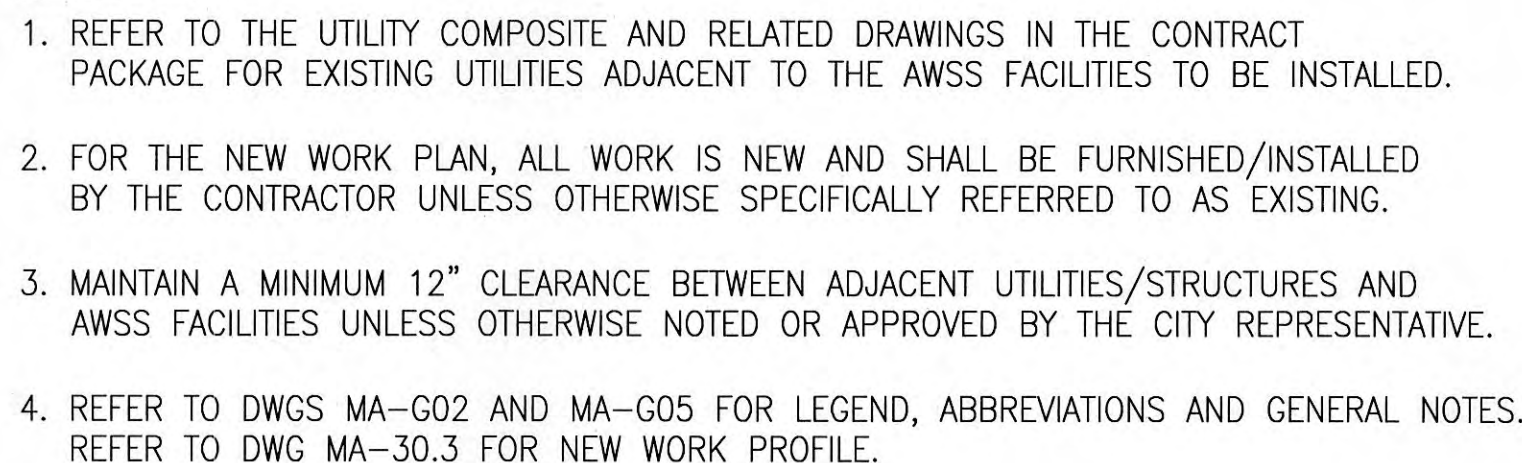 1. REFER TO THE UTILITY COMPOSITE AND RELATED DRAWINGS IN THE CONTRACT
PACKAGE FOR EXISTING UTILITIES ADJACENT TO THE AWSS FACILITIES TO BE INSTALLED.
2. FOR THE NEW WORK PLAN, ALL WORK IS NEW AND SHALL BE FURNISHED/INSTALLED
BY THE CONTRACTOR UNLESS OTHERWISE SPECIFICALLY REFERRED TO AS EXISTING.
3. MAINTAIN A MINIMUM 12" CLEARANCE BETWEEN ADJACENT UTILITIES/STRUCTURES AND
AWSS FACILITIES UNLESS OTHERWISE NOTED OR APPROVED BY THE CITY REPRESENTATIVE.
4. REFER TO DWGS MA-G02 AND MA-G05 FOR LEGEND, ABBREVIATIONS AND GENERAL NOTES.
REFER TO DWG MA-30.3 FOR NEW WORK PROFILE.